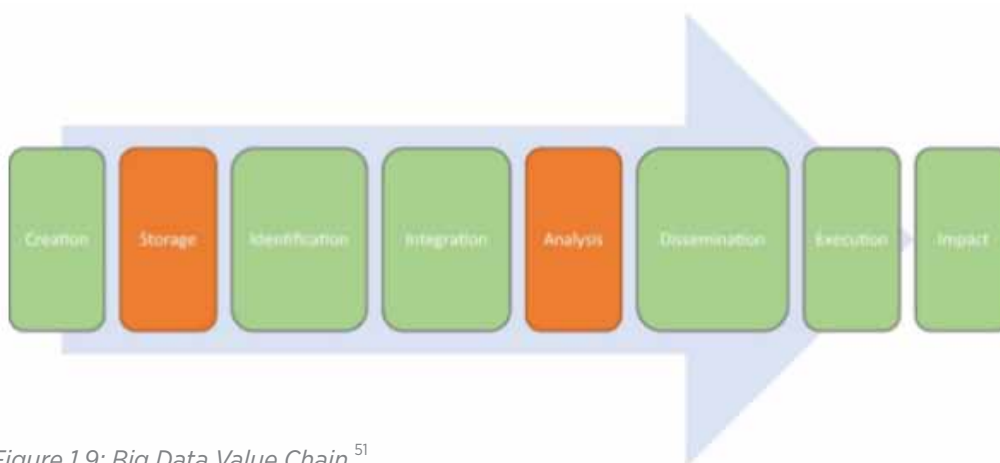 Creation Storage Identification Integration Analysis Dissemination Execution Impact
Figure 1.9: Big Data Value Chain 51